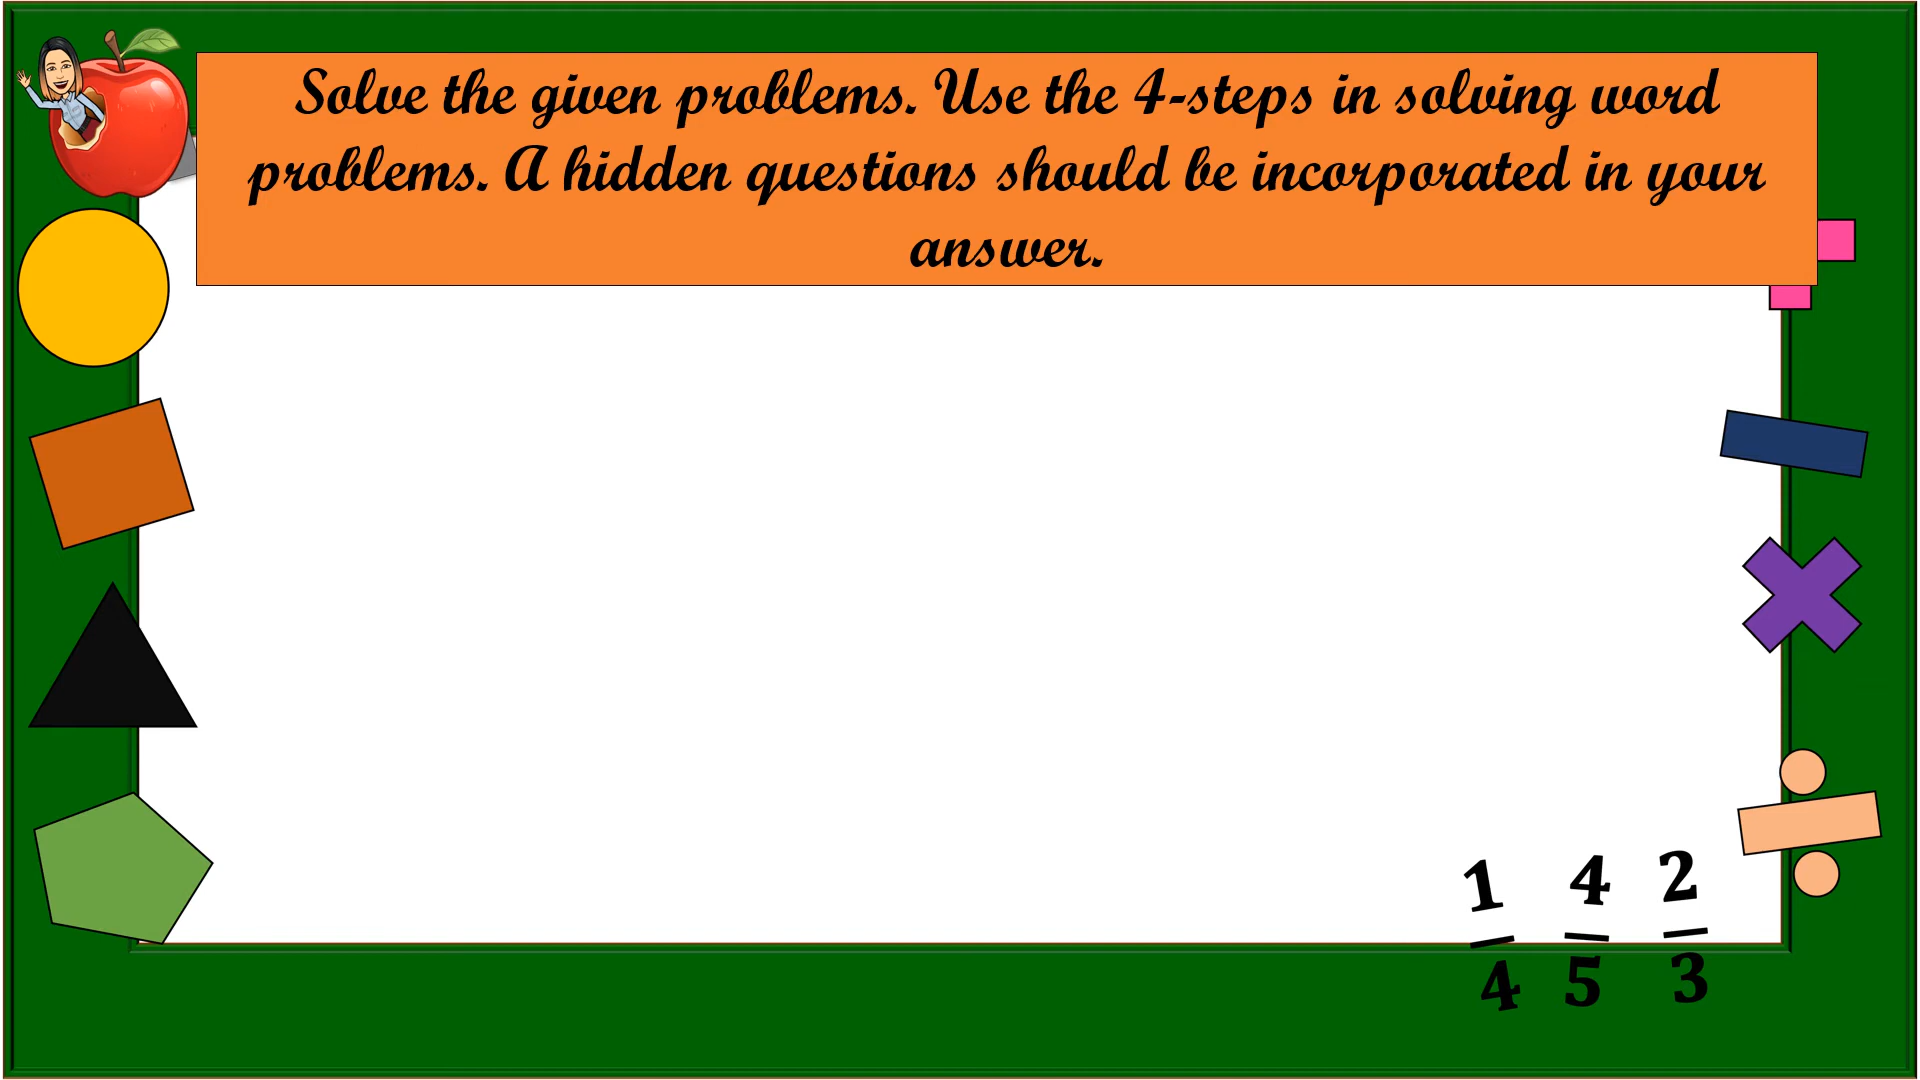 Solve the given problems. Use the 4-steps in solving word
problems. A hidden questions should be incorporated in your
answer.
1 4 2
4 5 3